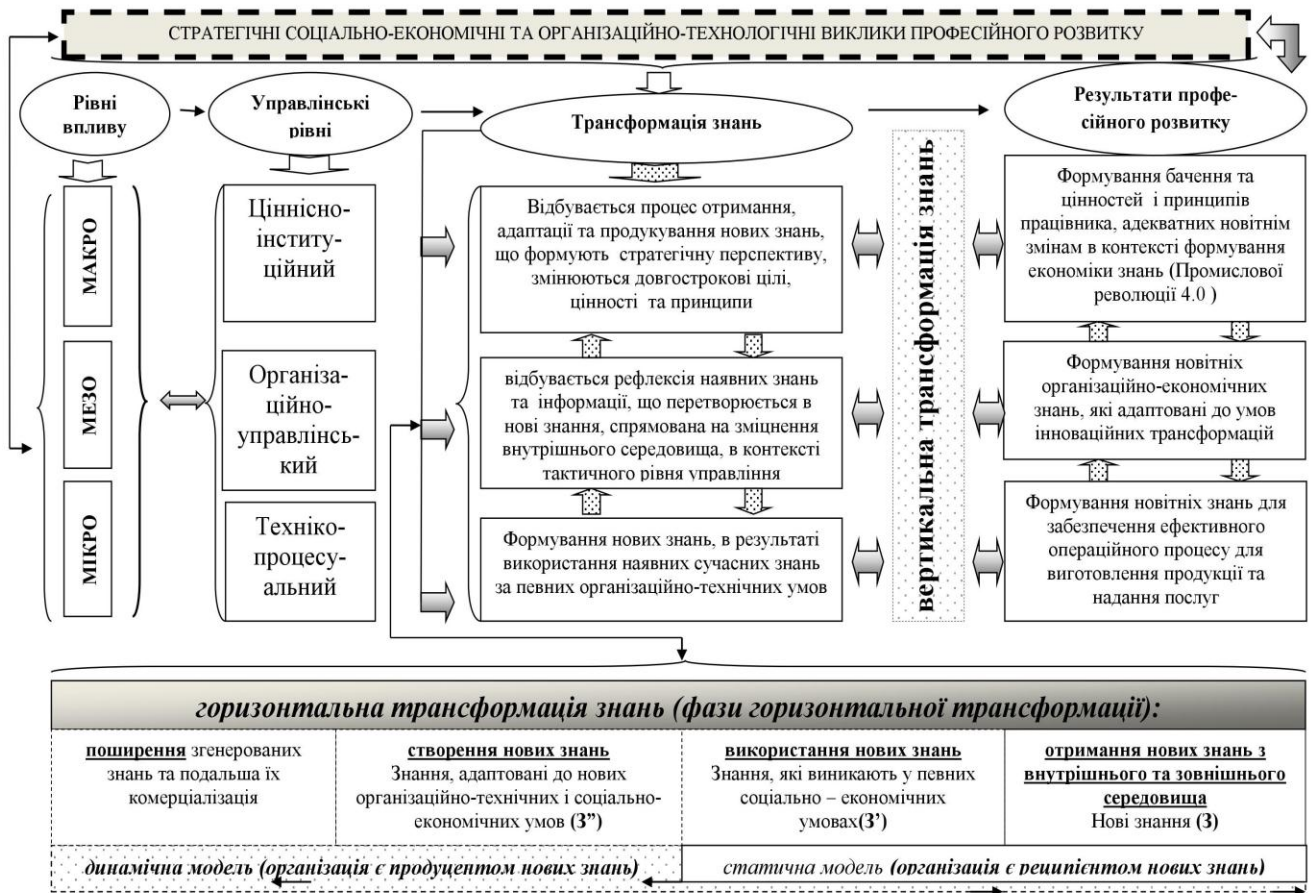 СТРАТЕГІЧНІ СОЦІАЛЬНО-ЕКОНОМІЧНІ ТА ОРГАНІЗАЦІЙНО-ТЕХНОЛОГІЧНІ ВИКЛИКИ ПРОФЕСІЙНОГО РОЗВИТКУ
Рівні
впливу
Управлінські
рівні
Трансформація знань
Результати профе-
сійного розвитку
МАКРО
МЕЗО
МІКРО
Ціннісно-
інститу-
ційний
Організа-
ційно-
управлінсь-
кий
Техніко-
процесу-
альний
Відбувається процес отримання,
адаптації та продукування нових знань,
що формують стратегічну перспективу,
змінюються довгострокові цілі,
цінності та принципи
відбувається рефлексія наявних знань
та інформації, що перетворюється в
нові знання, спрямована на зміцнення
внутрішнього середовища, в контексті
тактичного рівня управління
Формування нових знань, в результаті
використання наявних сучасних знань
за певних організаційно-технічних умов
вертикальна трансформація знань
Формування бачення та
цінностей і принципів
працівника, адекватних новітнім
змінам в контексті формування
економіки знань (Промислової
революції 4.0 )
Формування новітніх
організаційно-економічних
знань, які адаптовані до умов
інноваційних трансформацій
Формування новітніх знань для
забезпечення ефективного
операційного процесу для
виготовлення продукції та
надання послуг
горизонтальна трансформація знань (фази горизонтальної трансформації):
поширення згенерованих
знань та подальша їх
комерціалізація
створення нових знань
Знання, адаптовані до нових
організаційно-технічних і соціально-
економічних умов (З”)
використання нових знань
Знання, які виникають у певних
соціально – економічних
умовах(З’)
отримання нових знань з
внутрішнього та зовнішнього
середовища
Нові знання (З)
динамічна модель (організація є продуцентом нових знань)
статична модель (організація є реципієнтом нових знань)